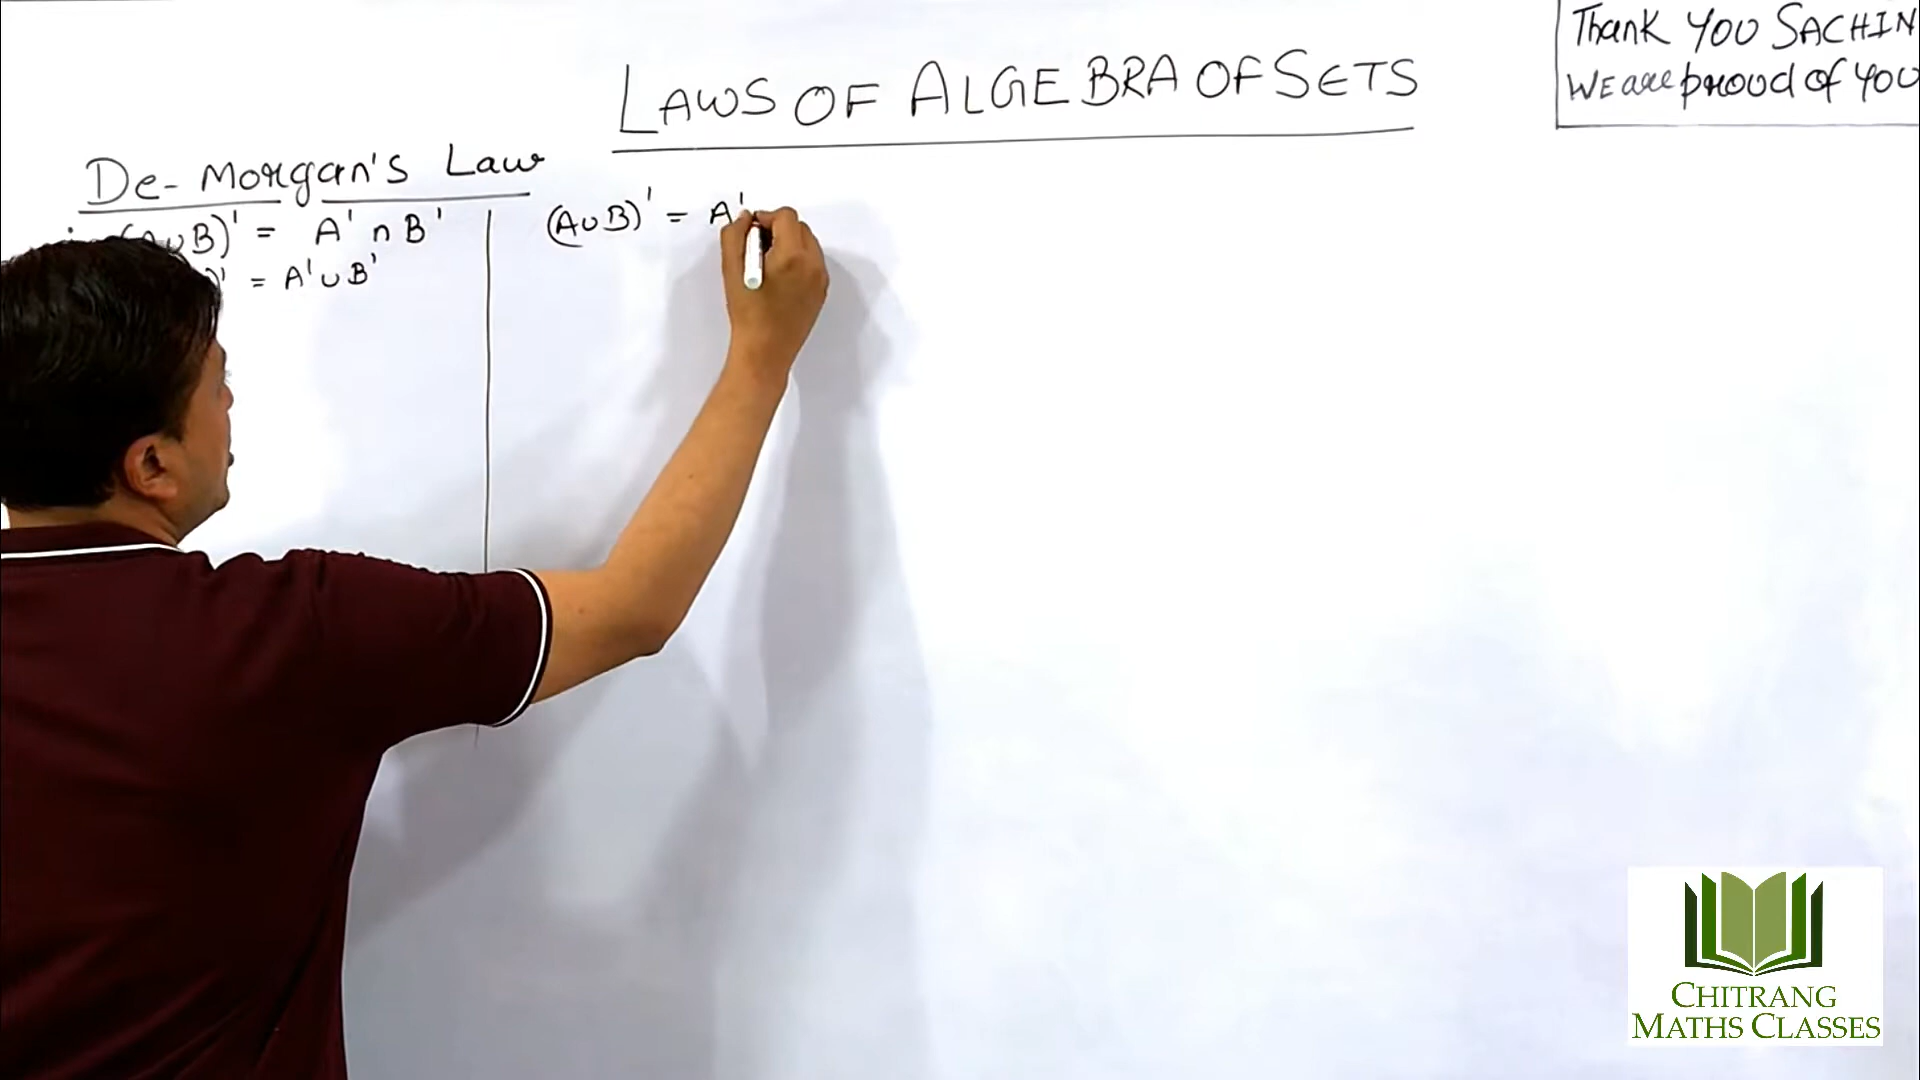 Thank YOU SACHIN
WE are proud of YOU
LAWS OF ALGEBRA OF SETS
De-Morgan's Law
∪B)' = A' ∩ B'
)' = A' ∪ B'
(A∪B)' = A'
CHITRANG
MATHS CLASSES